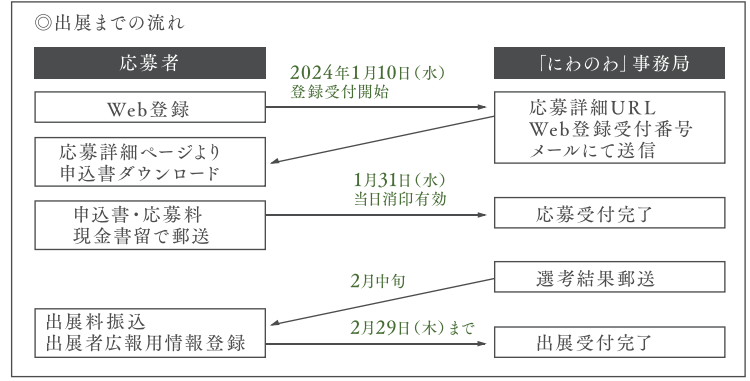 ◎出展までの流れ
応募者
「にわのわ」事務局
2024年1月10日(水)
登録受付開始
Web登録
応募詳細URL
Web登録受付番号
メールにて送信
応募詳細ページより
申込書ダウンロード
1月31日(水)
当日消印有効
申込書・応募料
現金書留で郵送
応募受付完了
選考結果郵送
2月中旬
出展料振込
出展者広報用情報登録
2月29日(木)まで
出展受付完了